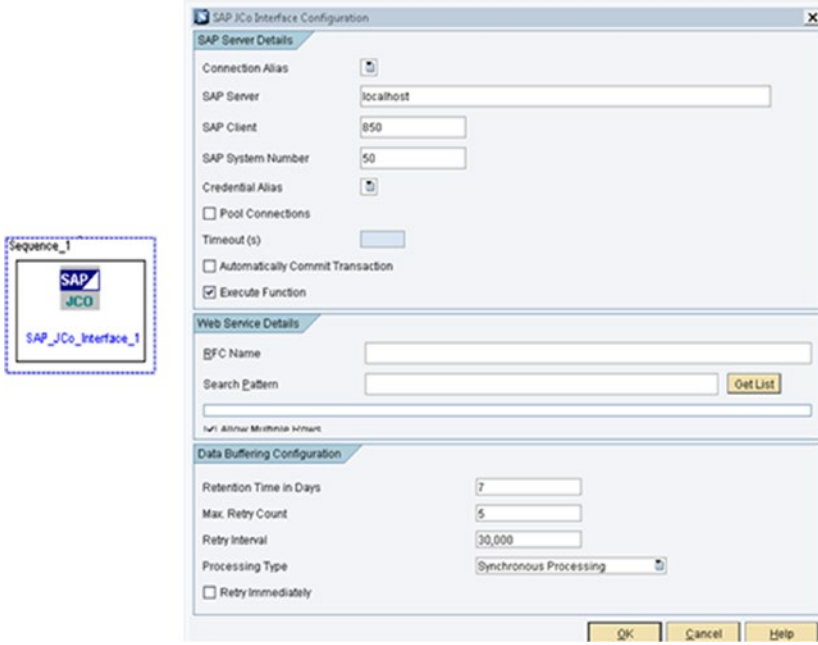 Sequence_1
SAP
JCO
SAP_JCo_Interface_1
SAP JCo Interface Configuration
SAP Server Details
Connection Alias
SAP Server localhost
SAP Client 850
SAP System Number 50
Credential Alias
Pool Connections
Timeout (s)
Automatically Commit Transaction
Execute Function
Web Service Details
RFC Name
Search Pattern Get List
Allow Multiple Rows
Data Buffering Configuration
Retention Time in Days 7
Max. Retry Count 5
Retry Interval 30,000
Processing Type Synchronous Processing
Retry Immediately
OK Cancel Help